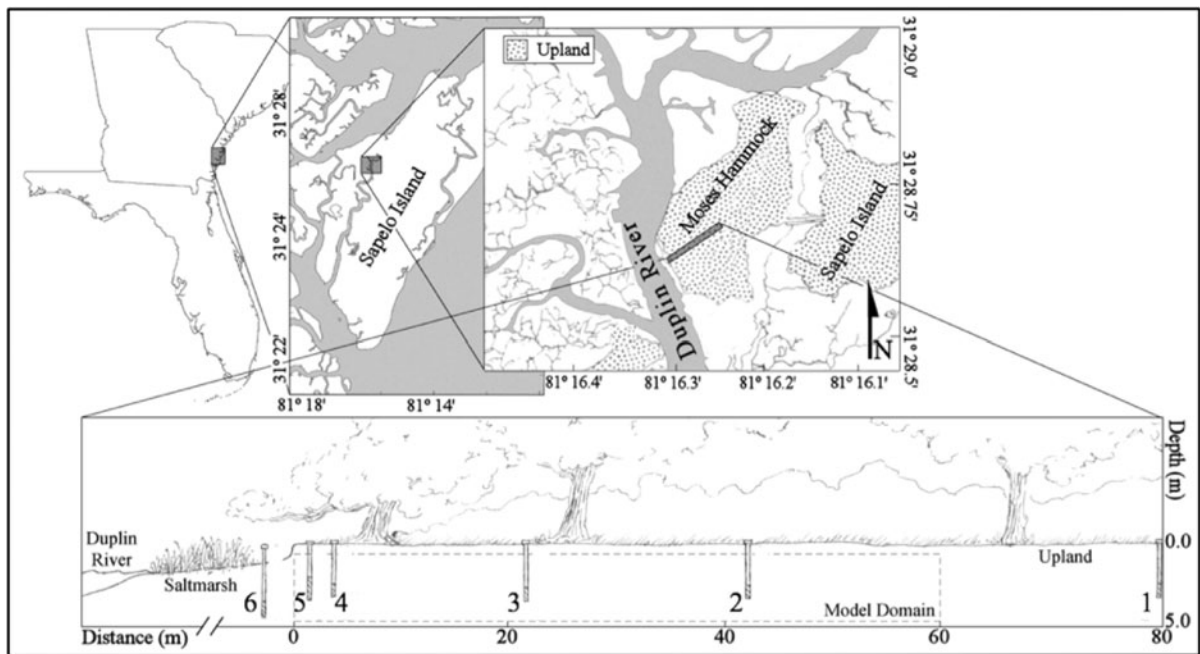 Upland
31° 29.0'
31° 28.75'
31° 28.5'
Moses Hammock
Sapelo Island
Duplin River
N
81° 16.4'
81° 16.3'
81° 16.2'
81° 16.1'
31° 28'
31° 24'
31° 22'
Sapelo Island
81° 18'
81° 14'
Depth (m)
0.0
5.0
Duplin
River
Saltmarsh
Upland
6
5
4
3
2
1
Model Domain
Distance (m)
0
20
40
60
80